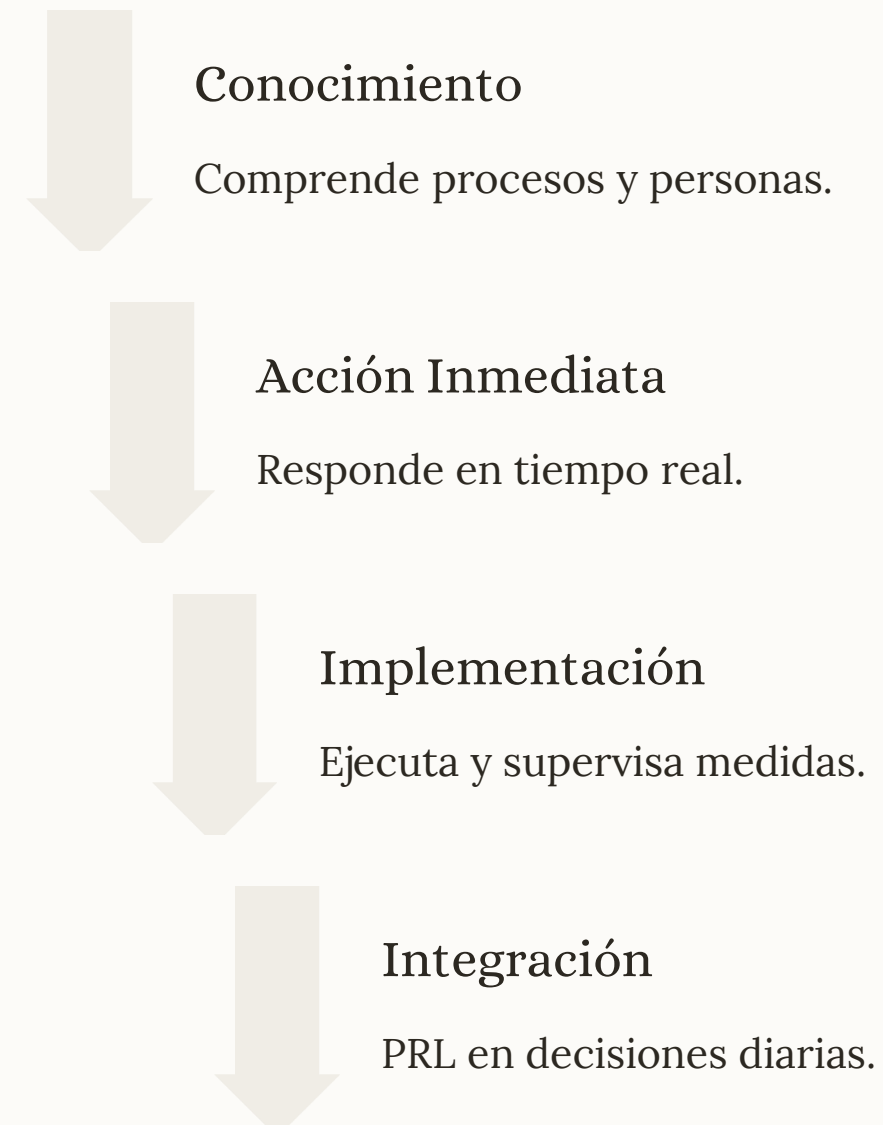 Conocimiento
Comprende procesos y personas.
Acción Inmediata
Responde en tiempo real.
Implementación
Ejecuta y supervisa medidas.
Integración
PRL en decisiones diarias.